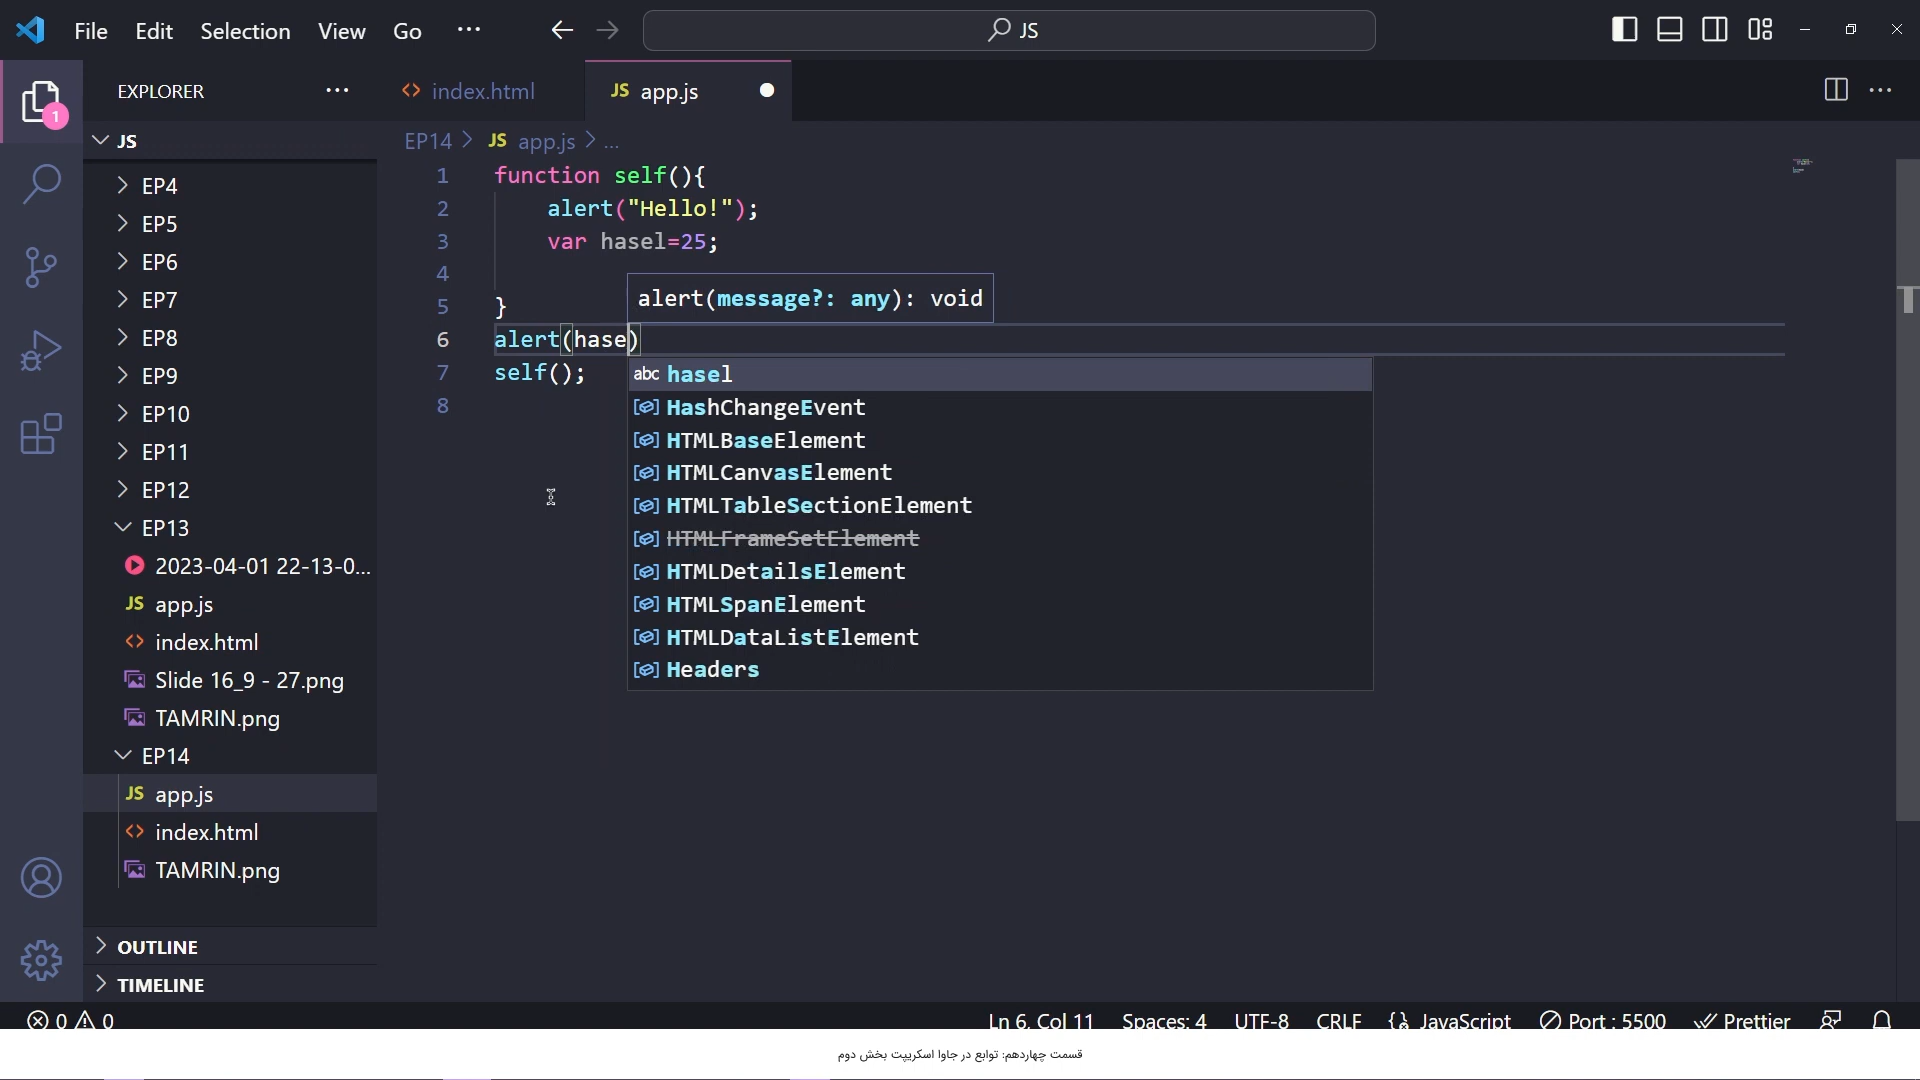 File Edit Selection View Go ··· JS
EXPLORER ···
index.html
JS app.js
JS
EP4
EP5
EP6
EP7
EP8
EP9
EP10
EP11
EP12
EP13
2023-04-01 22-13-0...
JS app.js
index.html
Slide 16_9 - 27.png
TAMRIN.png
EP14
JS app.js
index.html
TAMRIN.png
OUTLINE
TIMELINE
1
EP14 > JS app.js > ...
1 function self(){
2 alert("Hello!");
3 var hasel=25;
4
5 }
alert(message?: any): void
6 alert(hase)
7 self();
8
abc hasel
HashChangeEvent
HTMLBaseElement
HTMLCanvasElement
HTMLTableSectionElement
HTMLFrameSetElement
HTMLDetailsElement
HTMLSpanElement
HTMLDataListElement
Headers
0 0 Ln 6, Col 11 Spaces: 4 UTF-8 CRLF {} JavaScript Port : 5500 Prettier
قسمت چهاردهم: توابع در جاوا اسکریپت بخش دوم